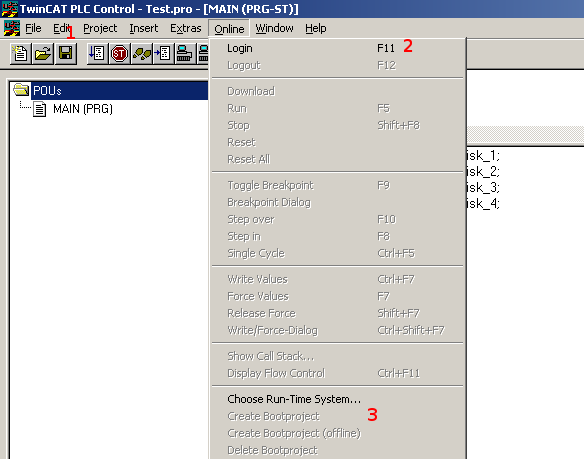 TwinCAT PLC Control - Test.pro - [MAIN (PRG-ST)]
File Edit Project Insert Extras Online Window Help
1
STOP
Login F11 2
Logout F12
POUs
MAIN (PRG)
Download
Run F5
Stop Shift+F8
Reset
Reset All
isk_1;
isk_2;
isk_3;
isk_4;
Toggle Breakpoint F9
Breakpoint Dialog
Step over F10
Step in F8
Single Cycle Ctrl+F5
Write Values Ctrl+F7
Force Values F7
Release Force Shift+F7
Write/Force-Dialog Ctrl+Shift+F7
Show Call Stack...
Display Flow Control Ctrl+F11
Choose Run-Time System...
Create Bootproject 3
Create Bootproject (offline)
Delete Bootproject